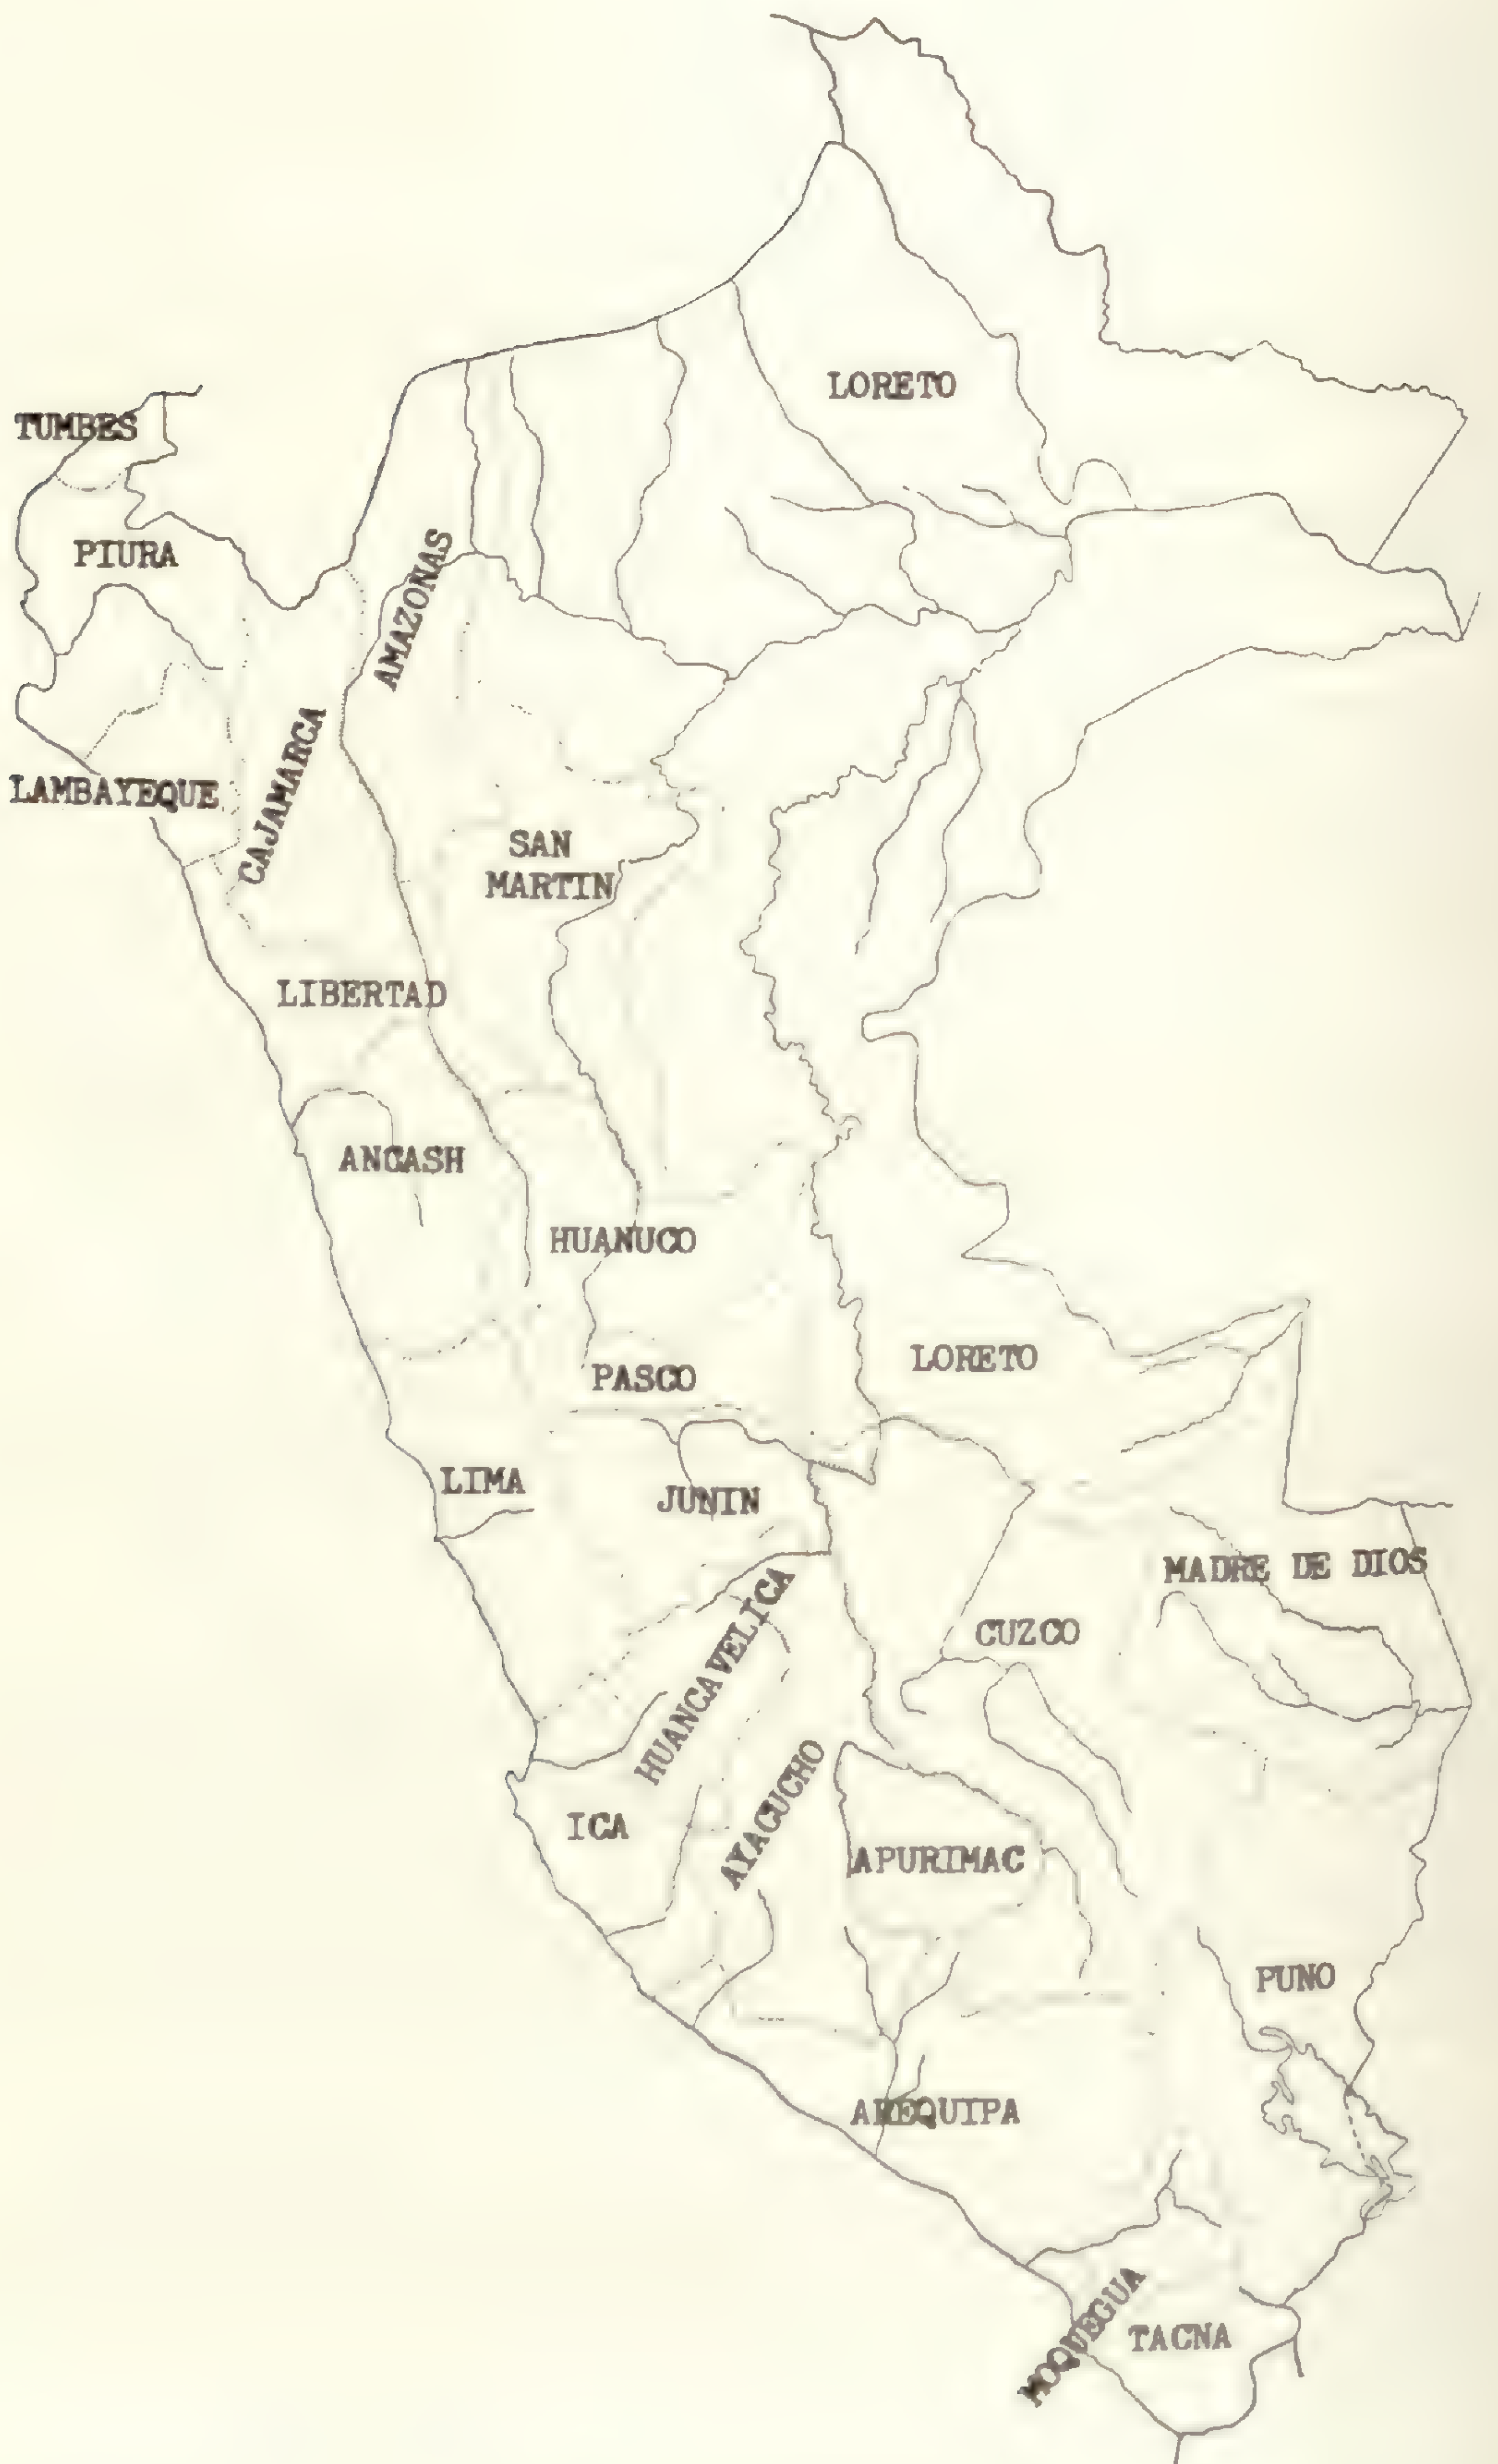 LORETO
TUMBES
PIURA
AMAZONAS
LAMBAYEQUE
CAJAMARCA
SAN
MARTIN
LIBERTAD
ANCASH
HUANUCO
LORETO
PASCO
LIMA
JUNIN
MADRE DE DIOS
CUZCO
HUANCAVELICA
AYACUCHO
ICA
APURIMAC
PUNO
AREQUIPA
MOQUEGUA
TACNA